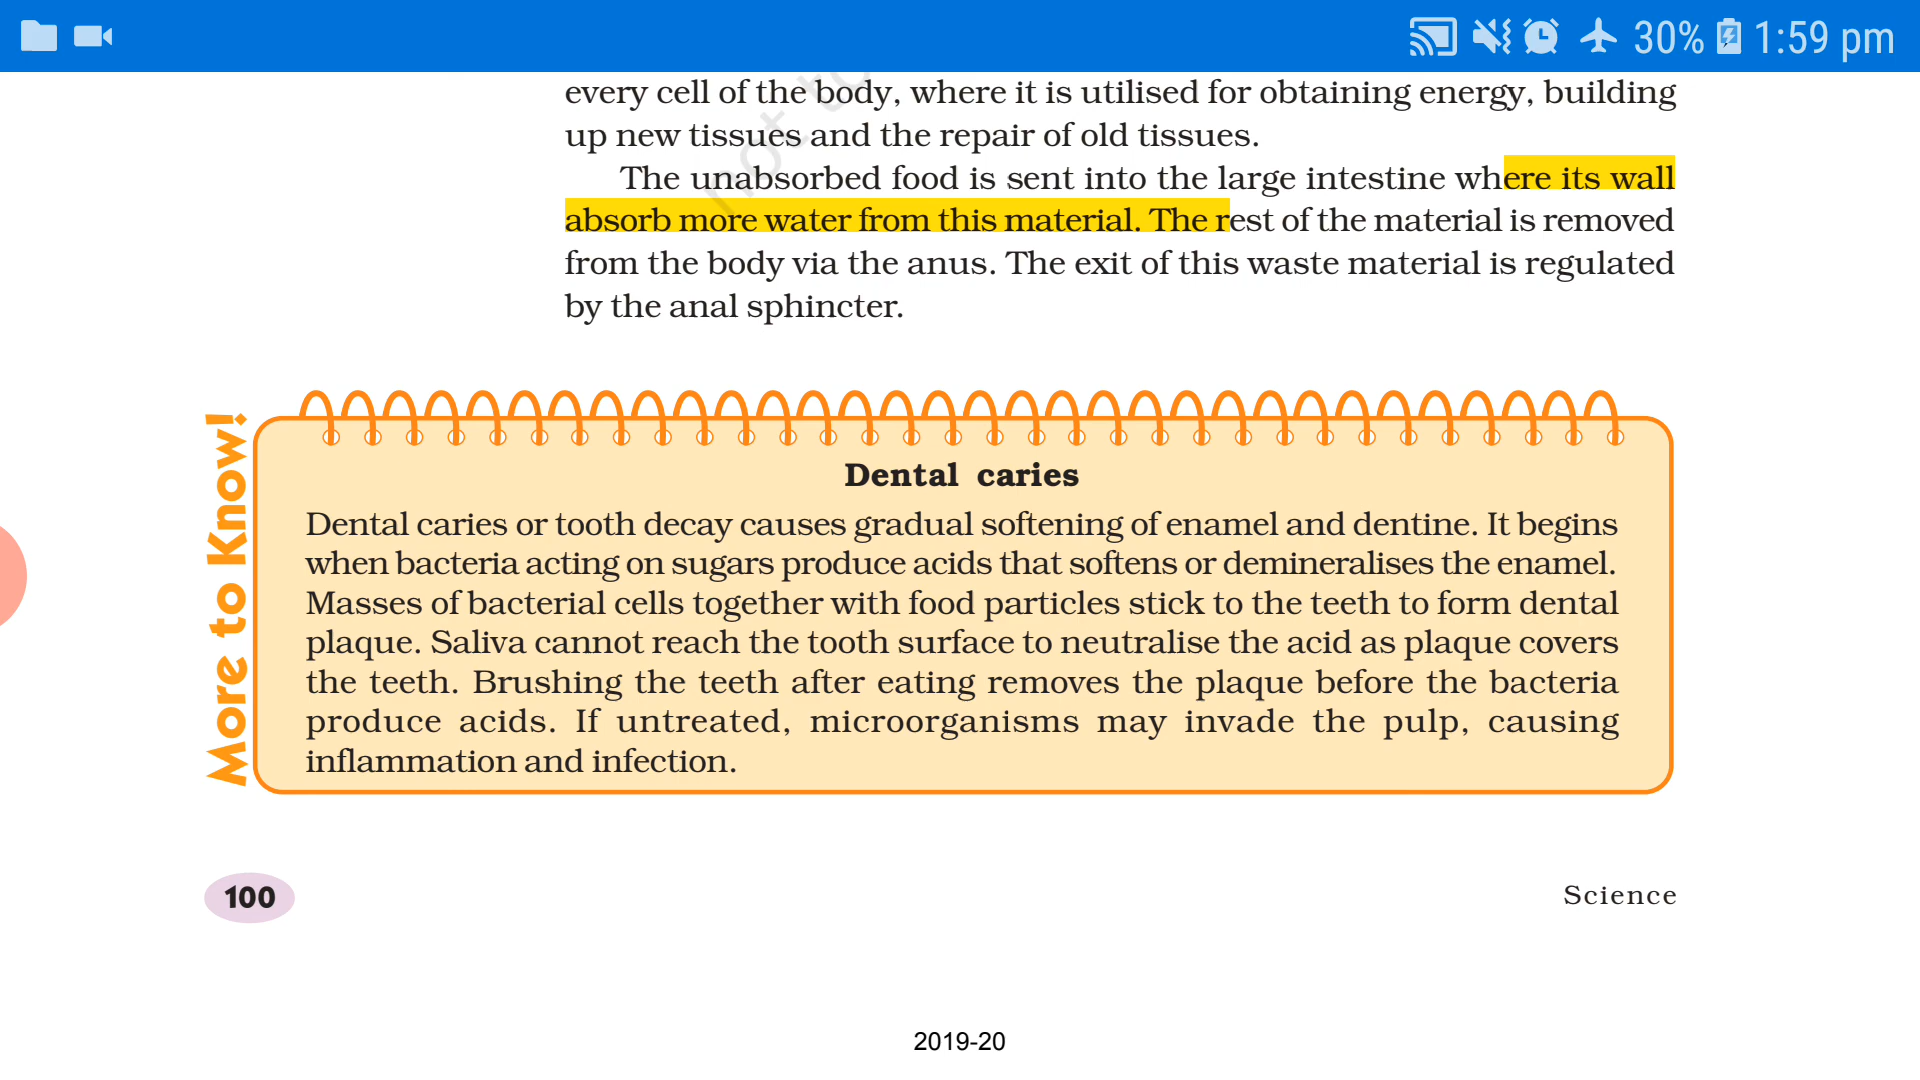 30% 1:59 pm
not to
every cell of the body, where it is utilised for obtaining energy, building
up new tissues and the repair of old tissues.
The unabsorbed food is sent into the large intestine where its wall
absorb more water from this material. The rest of the material is removed
from the body via the anus. The exit of this waste material is regulated
by the anal sphincter.
More to Know!
Dental caries
Dental caries or tooth decay causes gradual softening of enamel and dentine. It begins
when bacteria acting on sugars produce acids that softens or demineralises the enamel.
Masses of bacterial cells together with food particles stick to the teeth to form dental
plaque. Saliva cannot reach the tooth surface to neutralise the acid as plaque covers
the teeth. Brushing the teeth after eating removes the plaque before the bacteria
produce acids. If untreated, microorganisms may invade the pulp, causing
inflammation and infection.
100
Science
2019-20